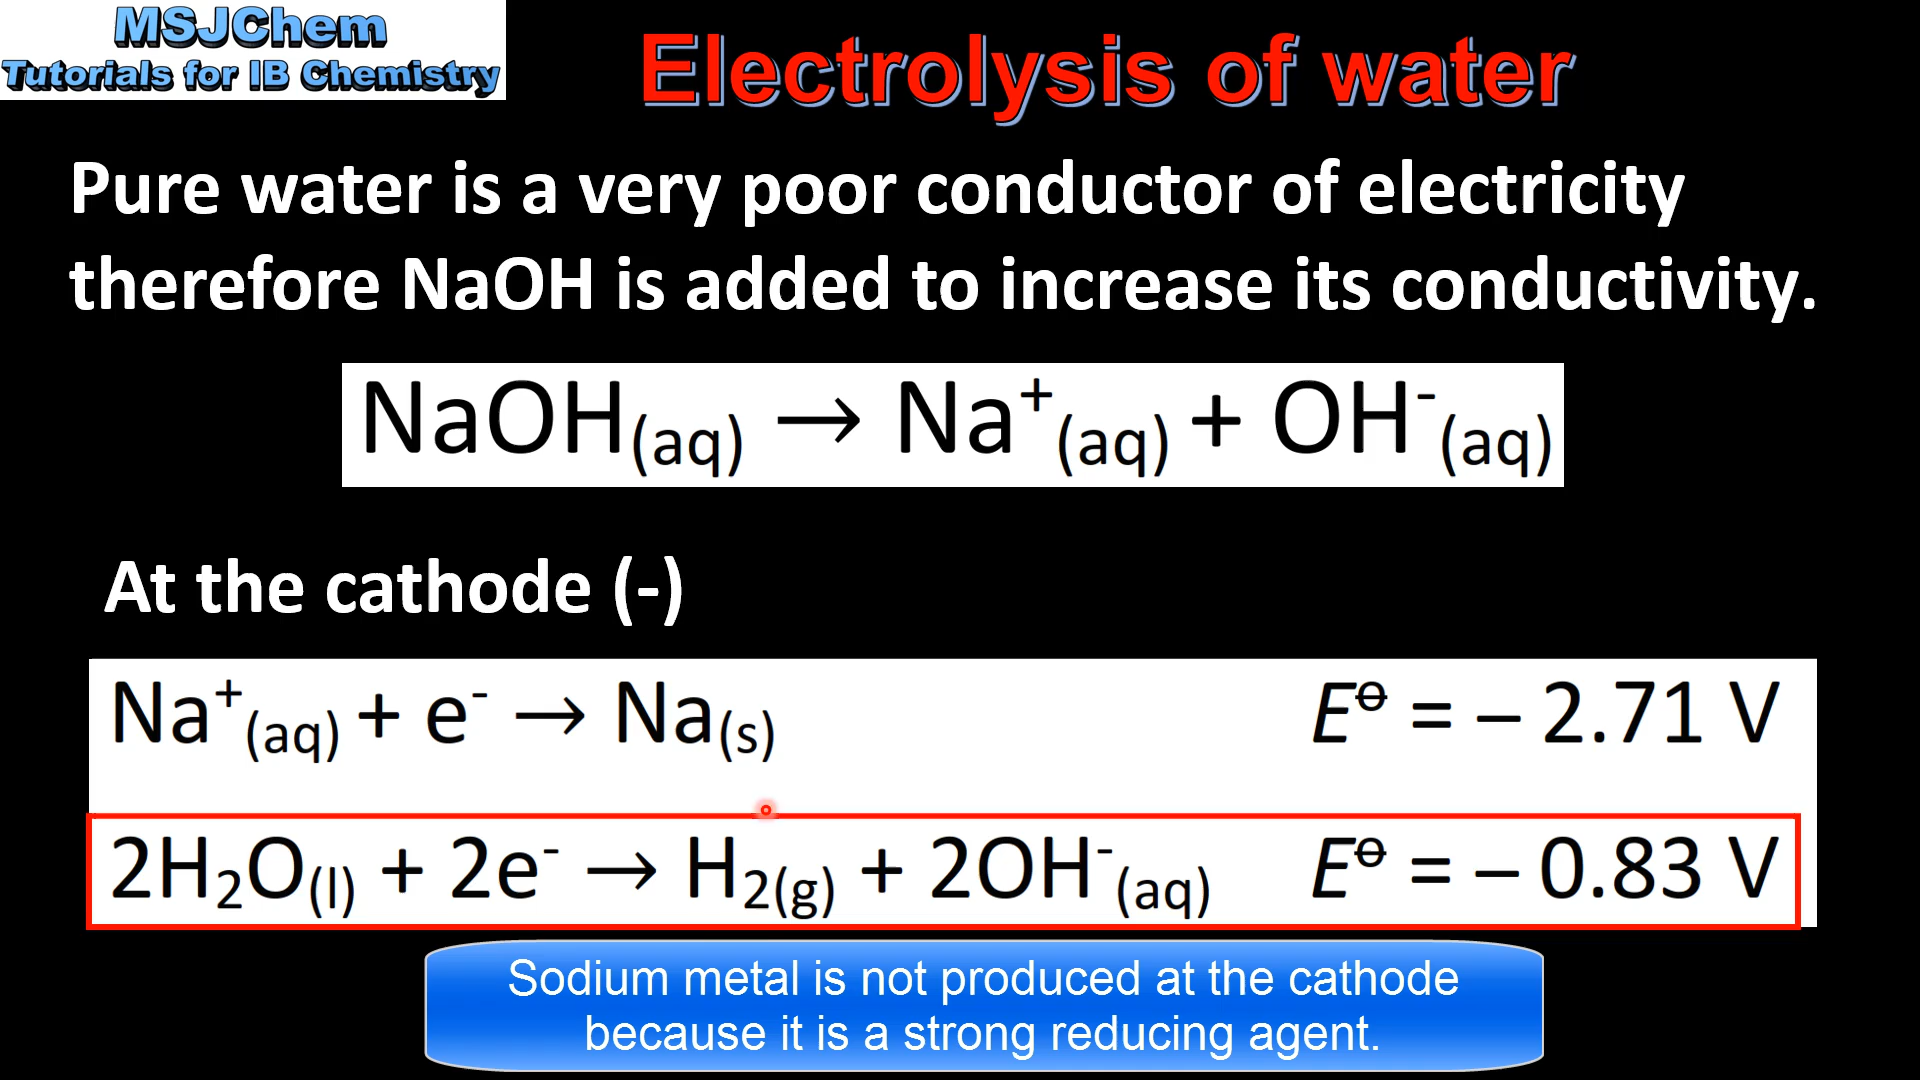 MSJChem
Tutorials for IB Chemistry
Electrolysis of water
Pure water is a very poor conductor of electricity
therefore NaOH is added to increase its conductivity.
NaOH(aq) → Na⁺(aq) + OH⁻(aq)
At the cathode (-)
Na⁺(aq) + e⁻ → Na(s) E⦵ = – 2.71 V
2H₂O(l) + 2e⁻ → H₂(g) + 2OH⁻(aq) E⦵ = – 0.83 V
Sodium metal is not produced at the cathode
because it is a strong reducing agent.